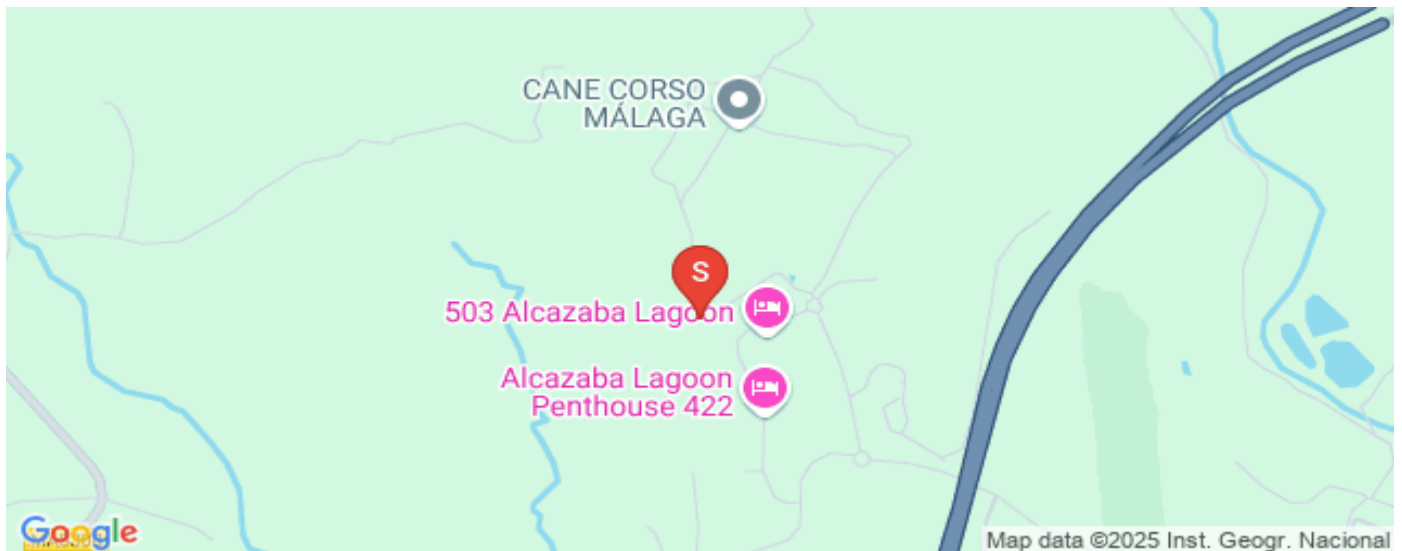 CANE CORSO
MÁLAGA
S
503 Alcazaba Lagoon
Alcazaba Lagoon
Penthouse 422
Google
Map data ©2025 Inst. Geogr. Nacional